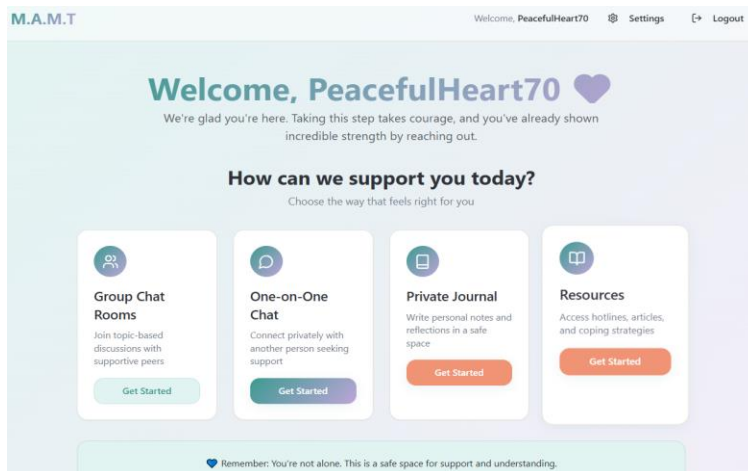 M.A.M.T
Welcome, PeacefulHeart70 Settings Logout
Welcome, PeacefulHeart70 💜
We're glad you're here. Taking this step takes courage, and you've already shown
incredible strength by reaching out.
How can we support you today?
Choose the way that feels right for you
Group Chat
Rooms
Join topic-based
discussions with
supportive peers
Get Started
One-on-One
Chat
Connect privately with
another person seeking
support
Get Started
Private Journal
Write personal notes and
reflections in a safe
space
Get Started
Resources
Access hotlines, articles,
and coping strategies
Get Started
💙 Remember: You're not alone. This is a safe space for support and understanding.